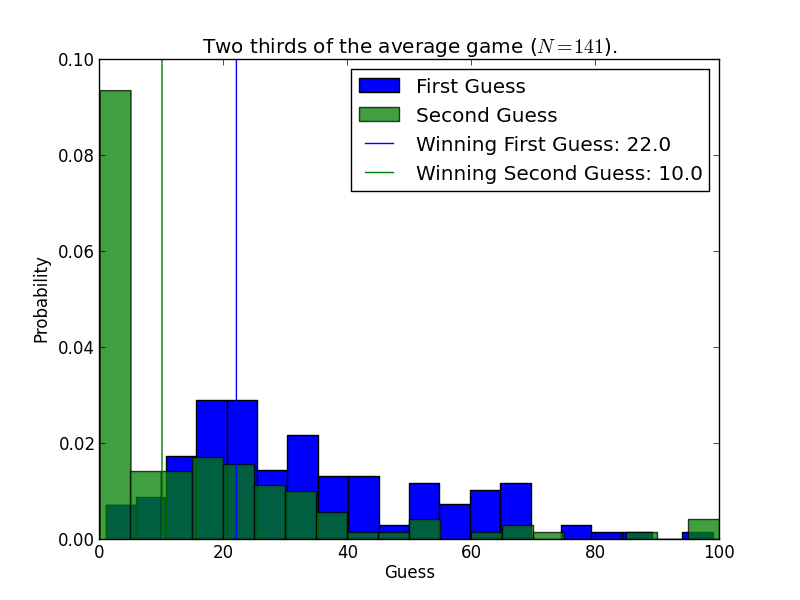 Two thirds of the average game (N=141).
First Guess
Second Guess
Winning First Guess: 22.0
Winning Second Guess: 10.0
0.10
0.08
0.06
0.04
0.02
0.00
Probability
0 20 40 60 80 100
Guess